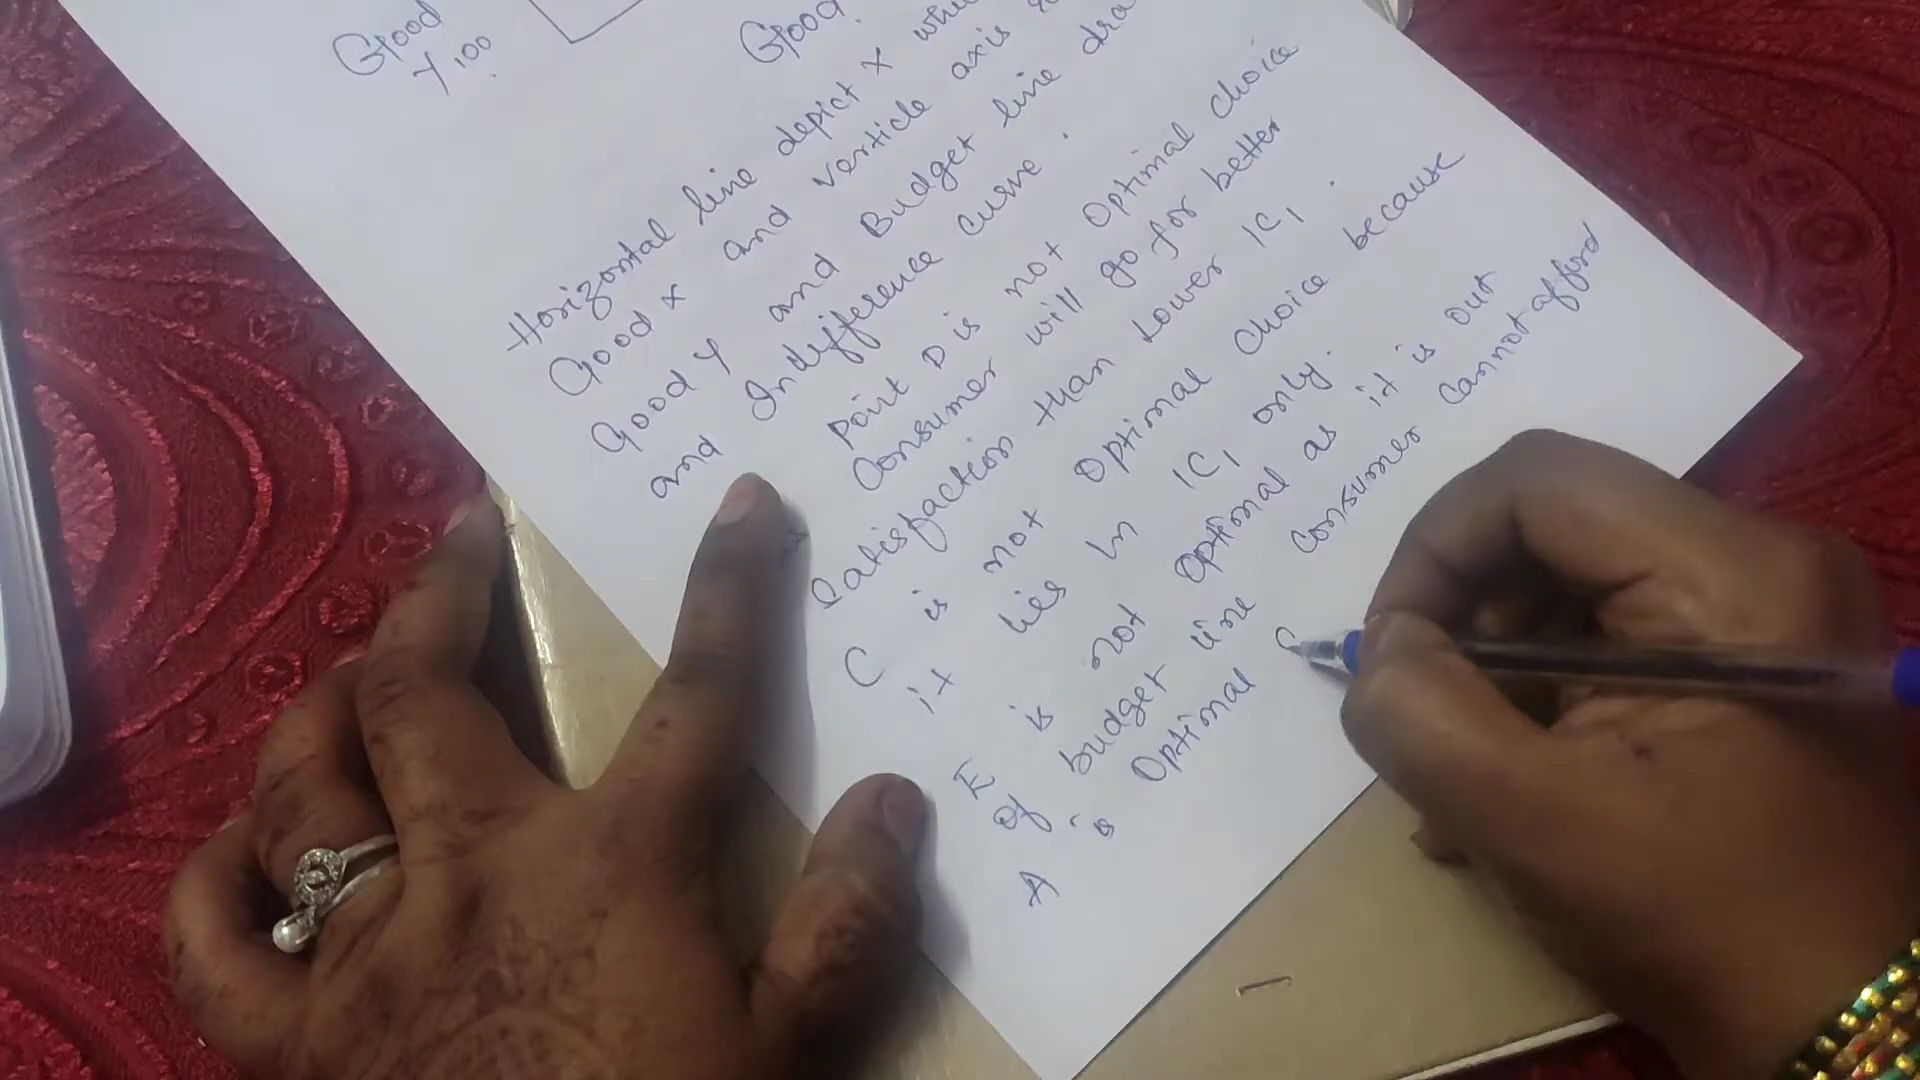 Good
Y 100
Good
Horizontal line depict X
Good x and verticle axis
Good Y and Budget line
and Indifference Curve.
Point D is not Optimal choice
Consumer will go for better
Satisfaction than Lower IC1.
C is not Optimal Choice because
it lies In IC1 only.
E is not Optimal as it is out
Of budget line Consumer Cannot afford
A is Optimal